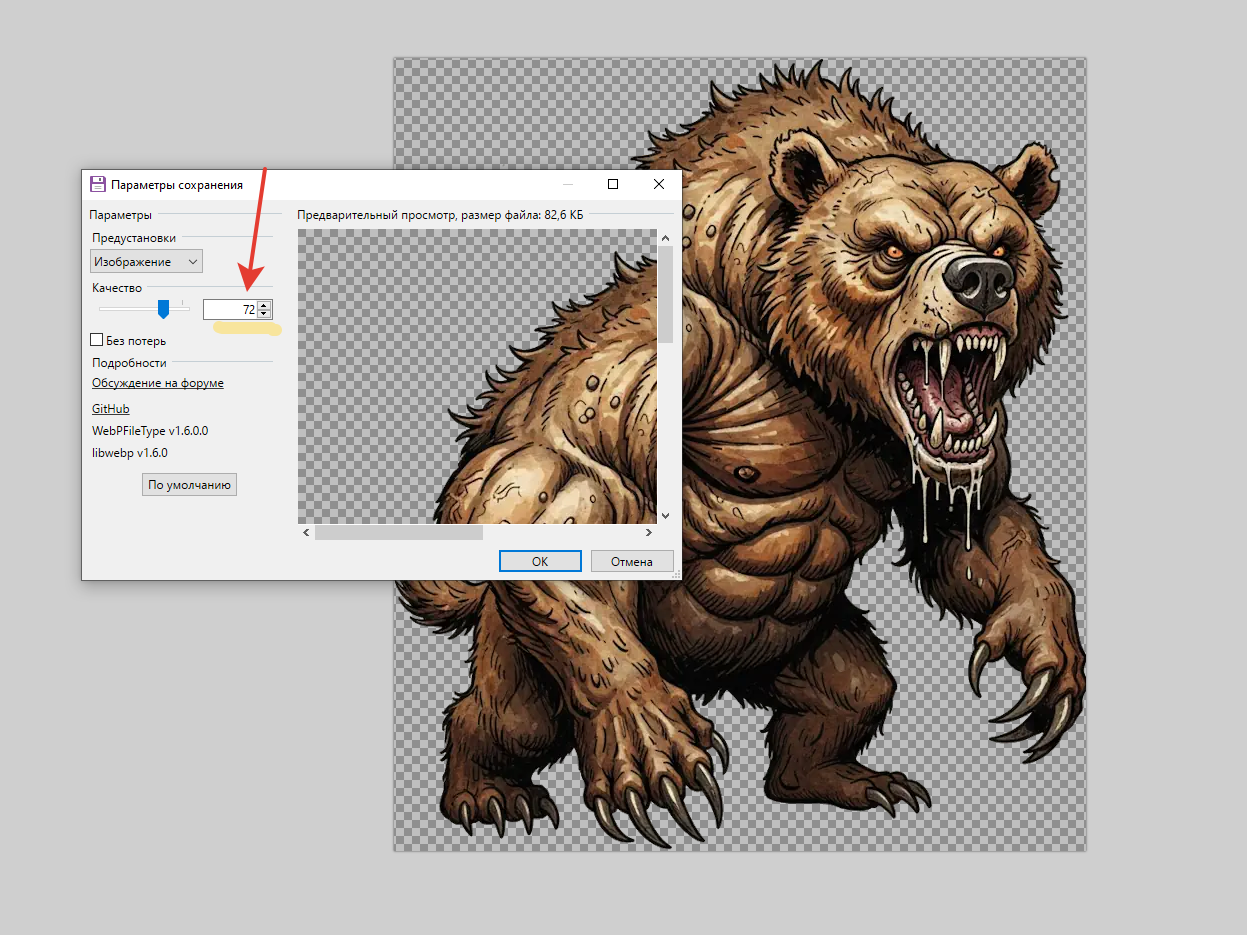 Параметры сохранения
Параметры
Предустановки
Изображение
Качество
72
Без потерь
Подробности
Обсуждение на форуме
GitHub
WebPFileType v1.6.0.0
libwebp v1.6.0
По умолчанию
Предварительный просмотр, размер файла: 82,6 КБ
OK
Отмена